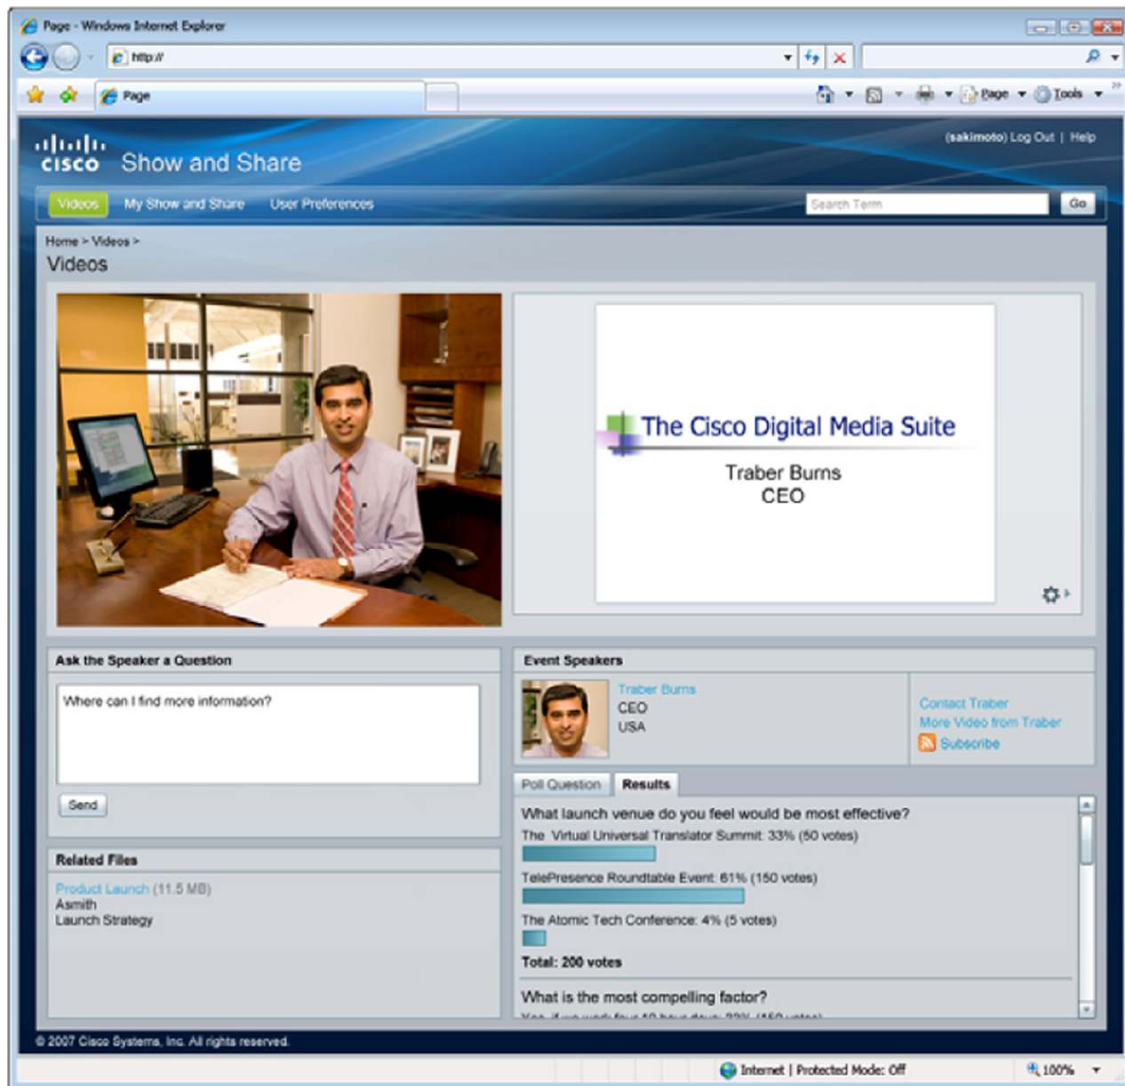 Page - Windows Internet Explorer
http://
Page
Page
Tools
CISCO Show and Share
(sakimoto) Log Out | Help
Videos My Show and Share User Preferences
Search Term
Go
Home > Videos >
Videos
The Cisco Digital Media Suite
Traber Burns
CEO
Ask the Speaker a Question
Where can I find more information?
Send
Related Files
Product Launch (11.5 MB)
Asmith
Launch Strategy
Event Speakers
Traber Burns
CEO
USA
Contact Traber
More Video from Traber
Subscribe
Poll Question Results
What launch venue do you feel would be most effective?
The Virtual Universal Translator Summit: 33% (50 votes)
TelePresence Roundtable Event: 61% (150 votes)
The Atomic Tech Conference: 4% (5 votes)
Total: 200 votes
What is the most compelling factor?
© 2007 Cisco Systems, Inc. All rights reserved.
Internet | Protected Mode: Off
100%